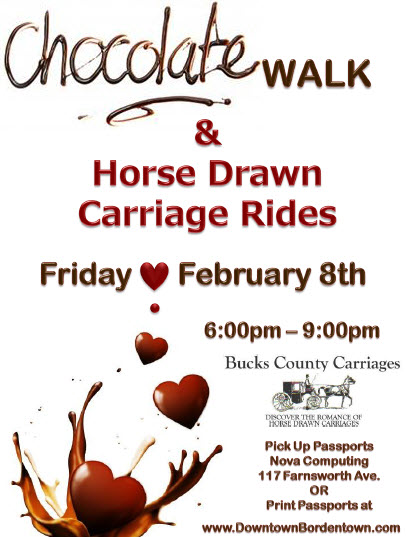 Chocolate WALK
&
Horse Drawn
Carriage Rides
Friday February 8th
6:00pm – 9:00pm
Bucks County Carriages
DISCOVER THE ROMANCE OF
HORSE DRAWN CARRIAGES
Pick Up Passports
Nova Computing
117 Farnsworth Ave.
OR
Print Passports at
www.DowntownBordentown.com